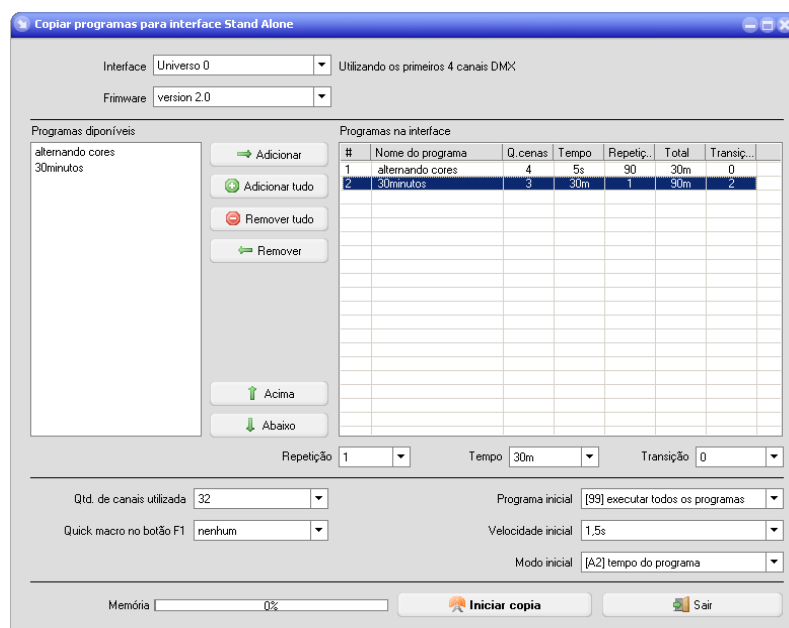 Copiar programas para interface Stand Alone
Interface Universo 0 Utilizando os primeiros 4 canais DMX
Frimware version 2.0
Programas diponíveis
alternando cores
30minutos
Adicionar
Adicionar tudo
Remover tudo
Remover
Acima
Abaixo
Programas na interface
# Nome do programa Q.cenas Tempo Repetiç... Total Transiç...
1 alternando cores 4 5s 90 30m 0
2 30minutos 3 30m 1 90m 2
Repetição 1 Tempo 30m Transição 0
Qtd. de canais utilizada 32
Quick macro no botão F1 nenhum
Programa inicial [99] executar todos os programas
Velocidade inicial 1,5s
Modo inicial [A2] tempo do programa
Memória 0% Iniciar copia Sair